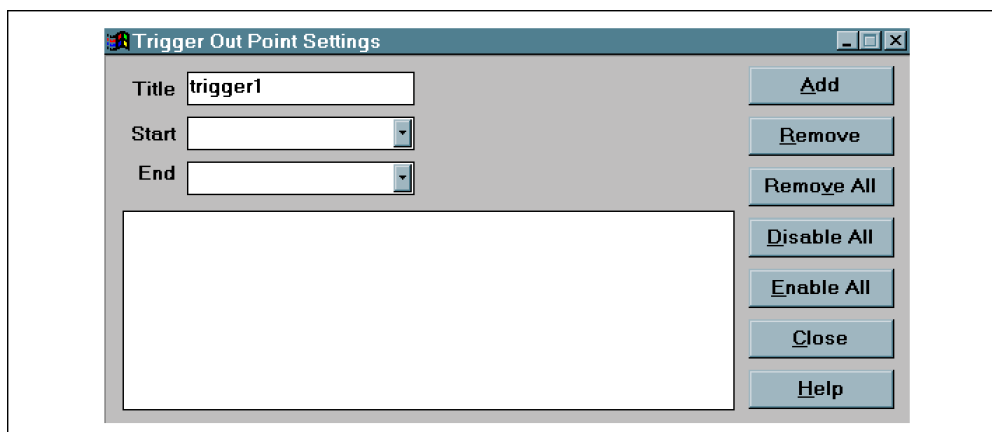 Trigger Out Point Settings
Title trigger1
Start
End
Add
Remove
Remove All
Disable All
Enable All
Close
Help